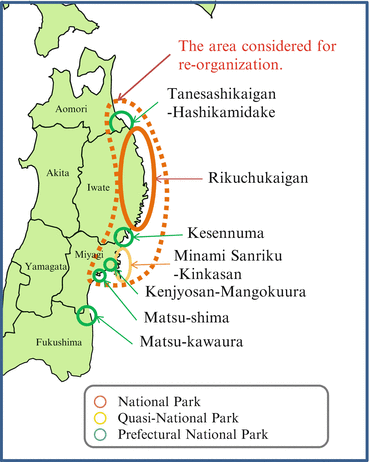 The area considered for
re-organization.
Tanesashikaigan
-Hashikamidake
Aomori
Akita
Iwate
Rikuchukaigan
Kesennuma
Miyagi
Minami Sanriku
-Kinkasan
Yamagata
Kenjyosan-Mangokuura
Matsu-shima
Matsu-kawaura
Fukushima
National Park
Quasi-National Park
Prefectural National Park